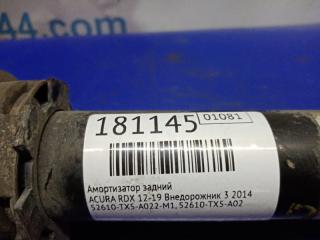 44.com
181145
01081
Амортизатор задний
ACURA RDX 12-19 Внедорожник 3 2014
52610-TX5-A022-M1, 52610-TX5-A02